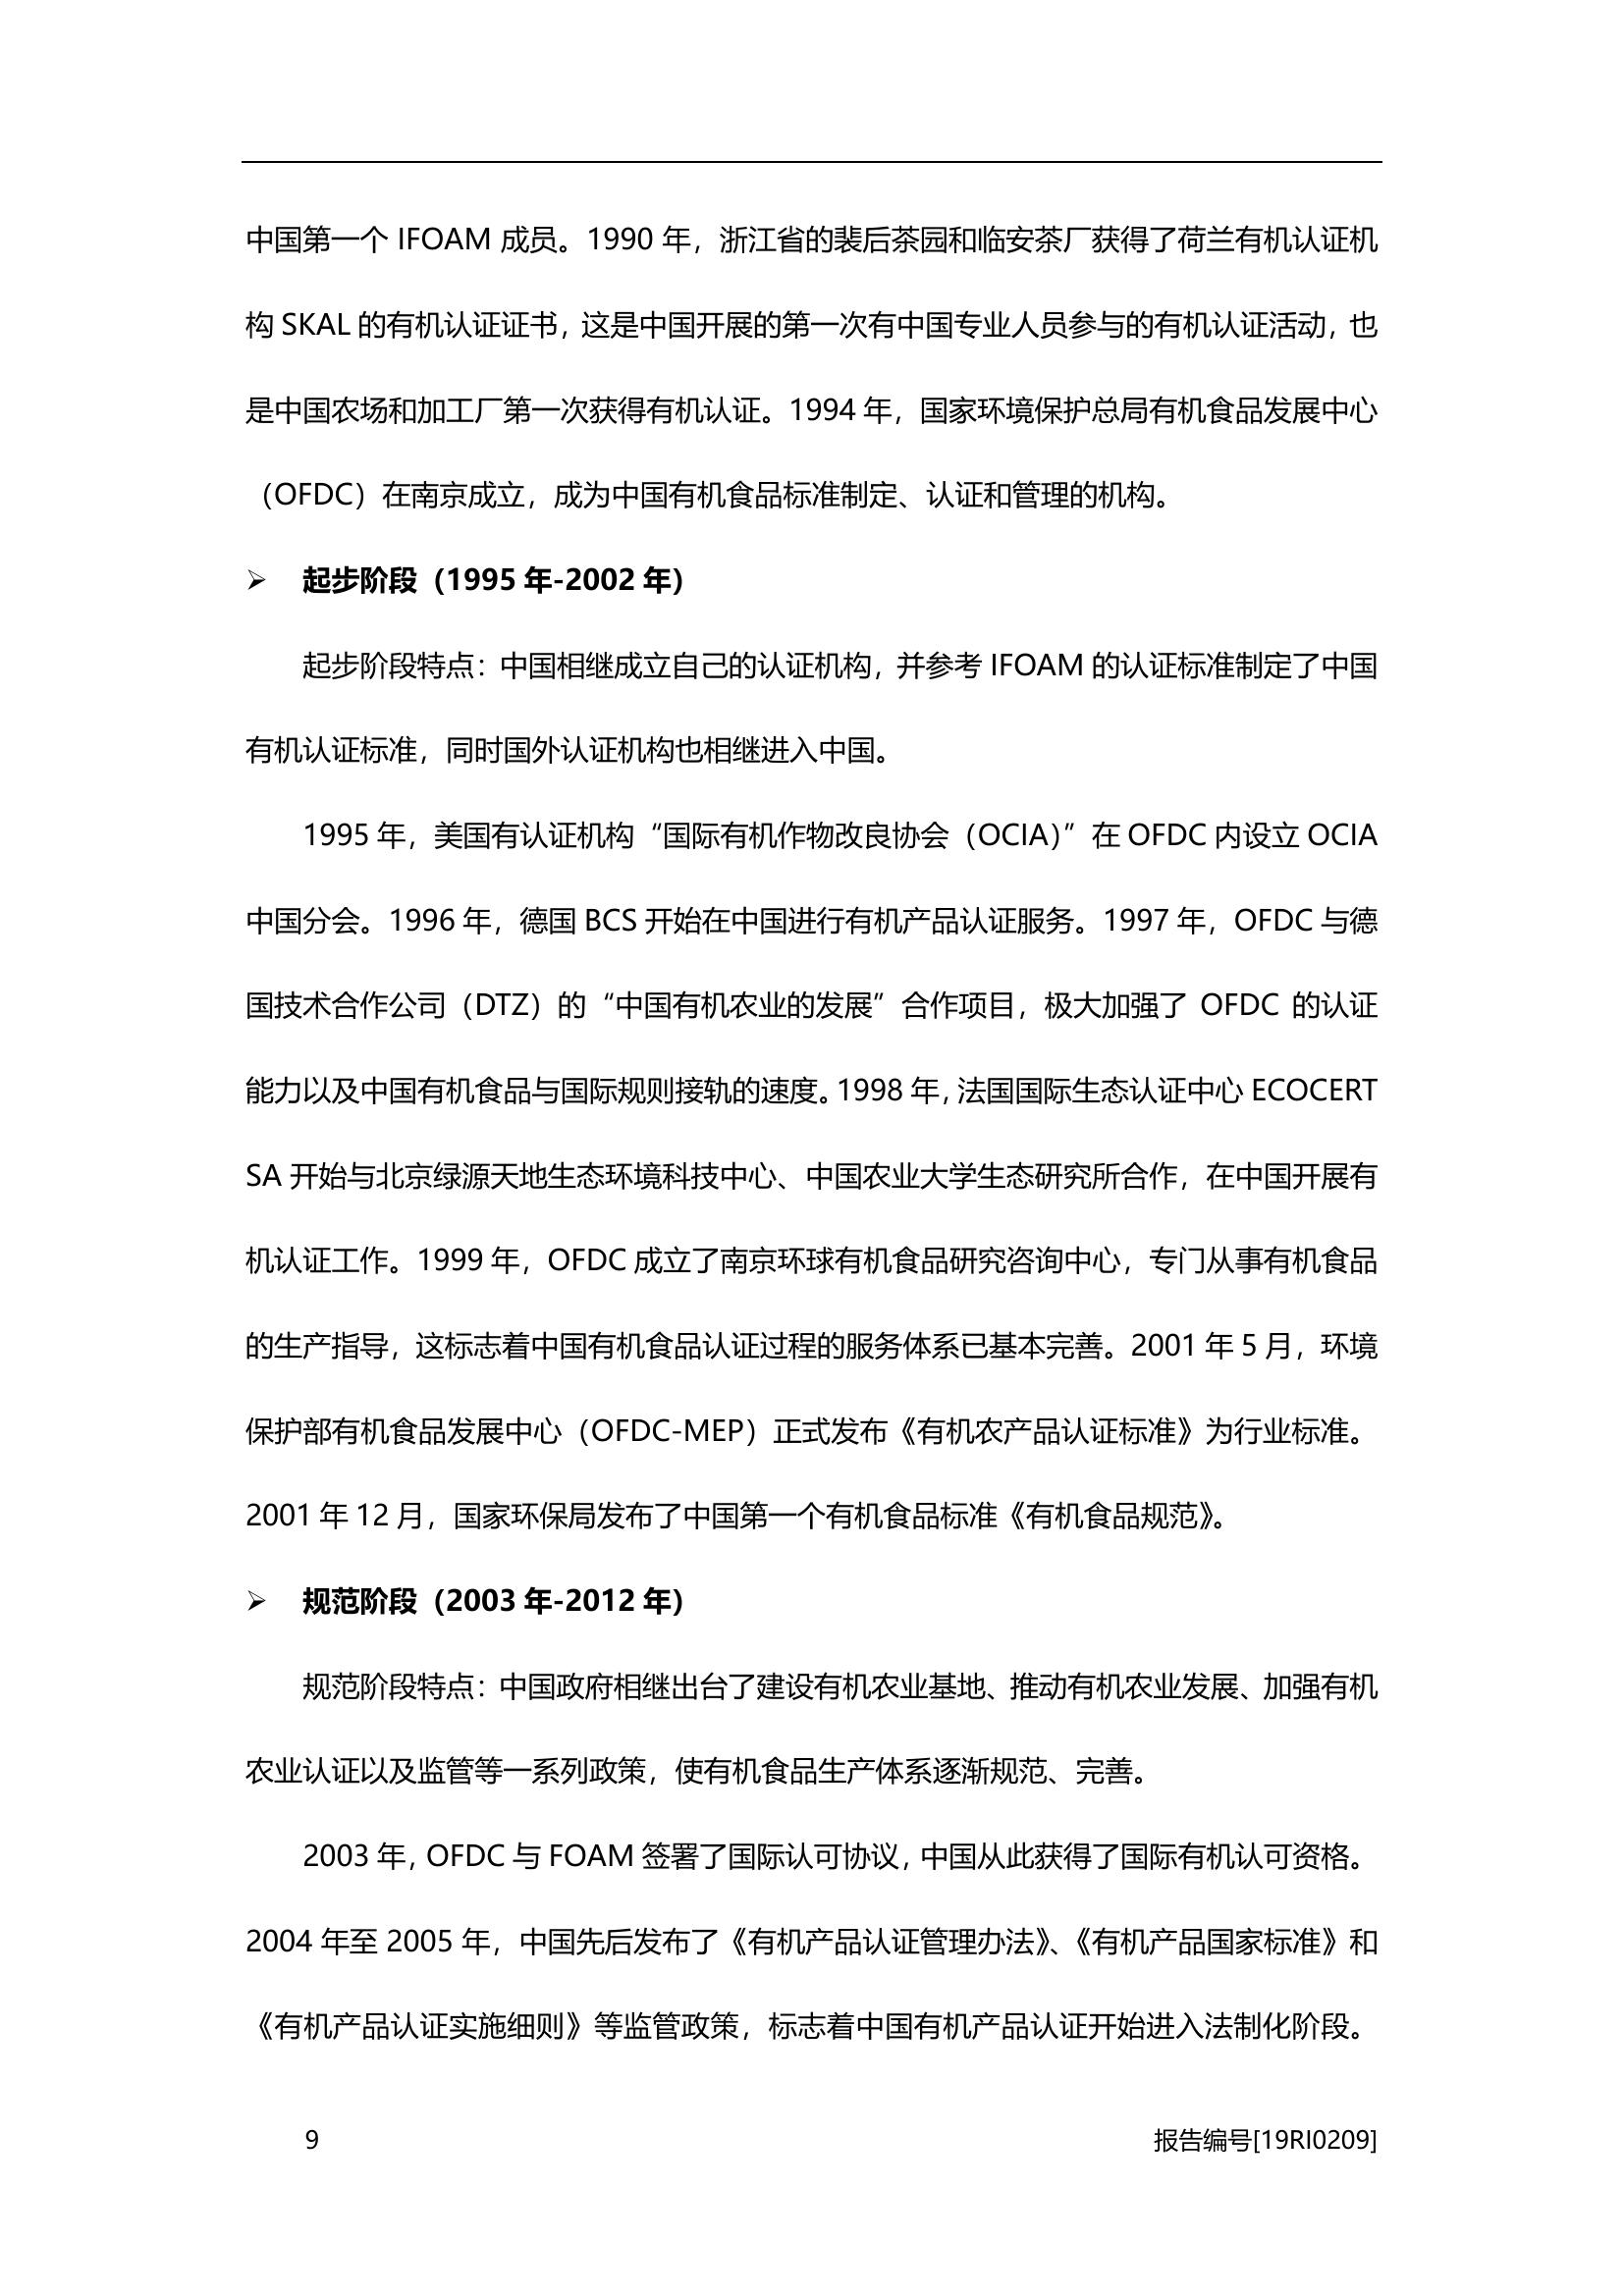 中国第一个 IFOAM 成员。1990 年，浙江省的裴后茶园和临安茶厂获得了荷兰有机认证机
构 SKAL 的有机认证证书，这是中国开展的第一次有中国专业人员参与的有机认证活动，也
是中国农场和加工厂第一次获得有机认证。1994 年，国家环境保护总局有机食品发展中心
（OFDC）在南京成立，成为中国有机食品标准制定、认证和管理的机构。
➢ 起步阶段（1995 年-2002 年）
起步阶段特点：中国相继成立自己的认证机构，并参考 IFOAM 的认证标准制定了中国
有机认证标准，同时国外认证机构也相继进入中国。
1995 年，美国有认证机构“国际有机作物改良协会（OCIA）”在 OFDC 内设立 OCIA
中国分会。1996 年，德国 BCS 开始在中国进行有机产品认证服务。1997 年，OFDC 与德
国技术合作公司（DTZ）的“中国有机农业的发展”合作项目，极大加强了 OFDC 的认证
能力以及中国有机食品与国际规则接轨的速度。1998 年，法国国际生态认证中心 ECOCERT
SA 开始与北京绿源天地生态环境科技中心、中国农业大学生态研究所合作，在中国开展有
机认证工作。1999 年，OFDC 成立了南京环球有机食品研究咨询中心，专门从事有机食品
的生产指导，这标志着中国有机食品认证过程的服务体系已基本完善。2001 年 5 月，环境
保护部有机食品发展中心（OFDC-MEP）正式发布《有机农产品认证标准》为行业标准。
2001 年 12 月，国家环保局发布了中国第一个有机食品标准《有机食品规范》。
➢ 规范阶段（2003 年-2012 年）
规范阶段特点：中国政府相继出台了建设有机农业基地、推动有机农业发展、加强有机
农业认证以及监管等一系列政策，使有机食品生产体系逐渐规范、完善。
2003 年，OFDC 与 FOAM 签署了国际认可协议，中国从此获得了国际有机认可资格。
2004 年至 2005 年，中国先后发布了《有机产品认证管理办法》、《有机产品国家标准》和
《有机产品认证实施细则》等监管政策，标志着中国有机产品认证开始进入法制化阶段。
9 报告编号[19RI0209]